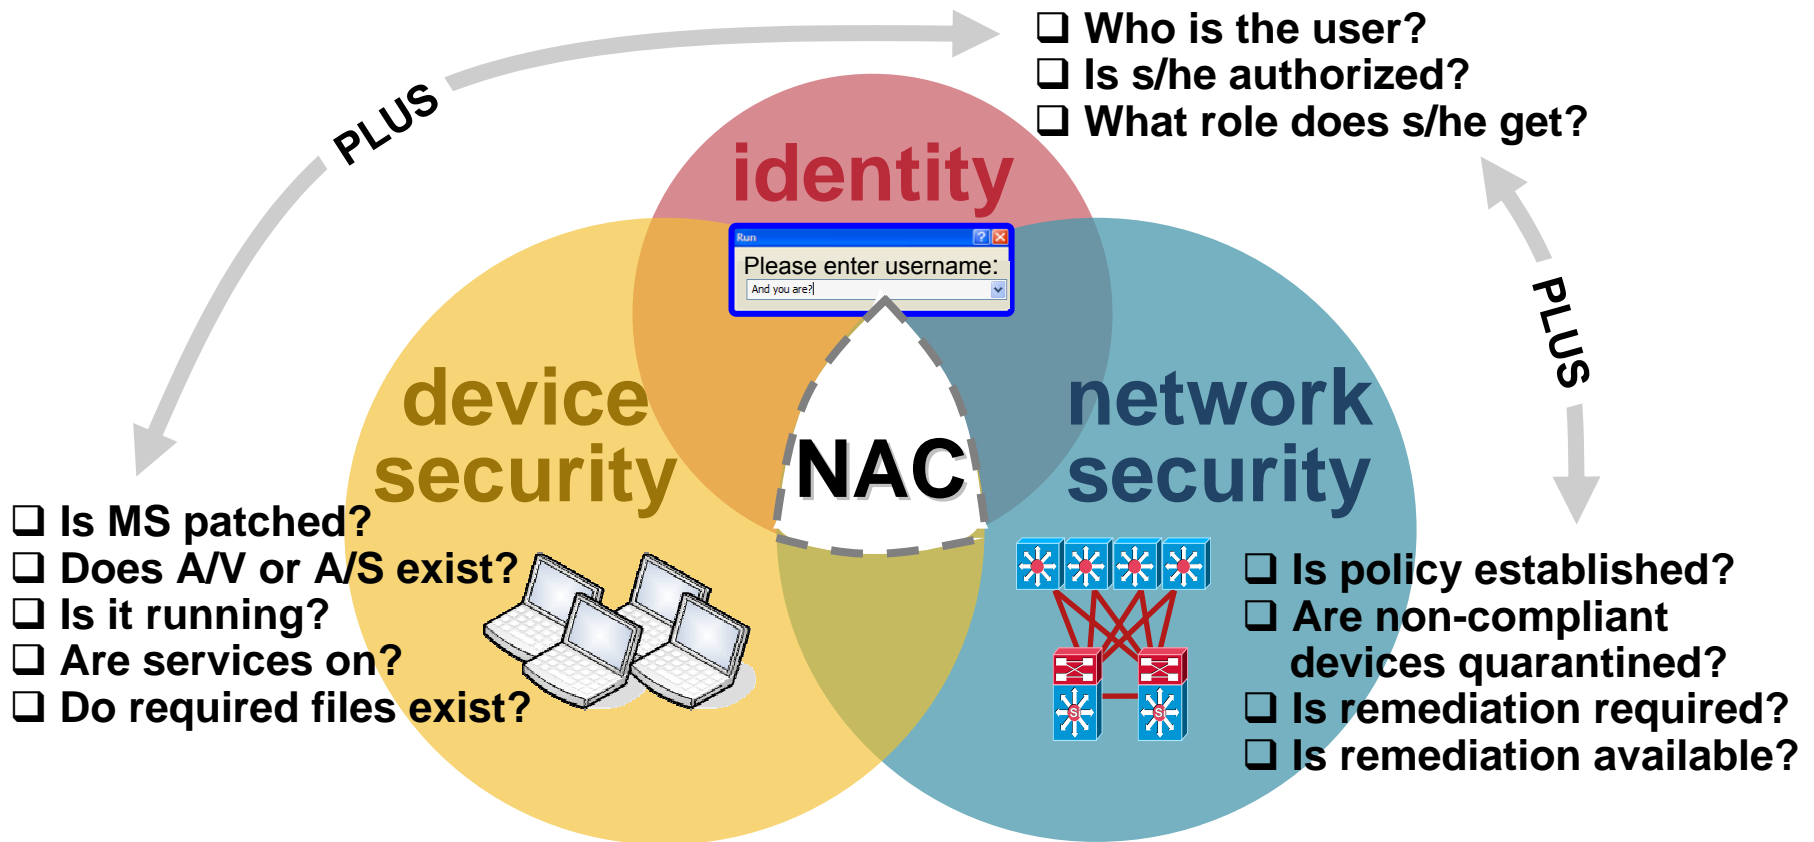 ❑ Who is the user?
❑ Is s/he authorized?
❑ What role does s/he get?
PLUS
identity
Run
Please enter username:
And you are?
PLUS
device
security
NAC
network
security
❑ Is MS patched?
❑ Does A/V or A/S exist?
❑ Is it running?
❑ Are services on?
❑ Do required files exist?
❑ Is policy established?
❑ Are non-compliant
devices quarantined?
❑ Is remediation required?
❑ Is remediation available?
Si
Si